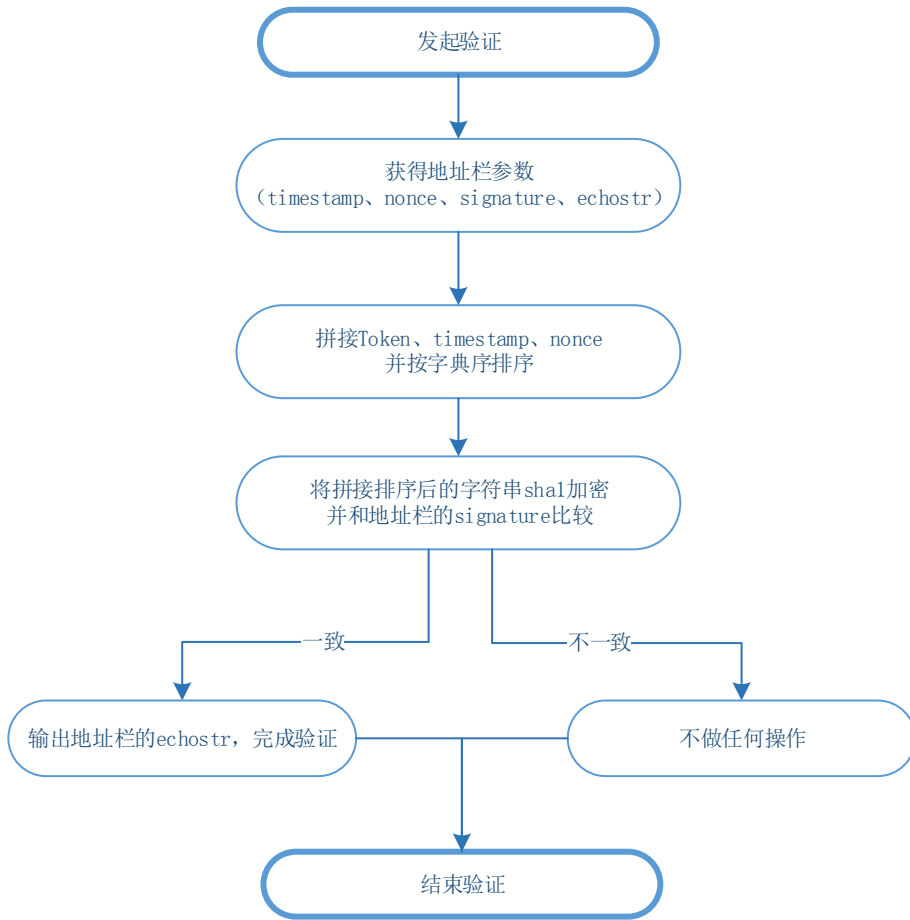 发起验证
获得地址栏参数
（timestamp、nonce、signature、echostr）
拼接Token、timestamp、nonce
并按字典序排序
将拼接排序后的字符串sha1加密
并和地址栏的signature比较
一致
不一致
输出地址栏的echostr，完成验证
不做任何操作
结束验证